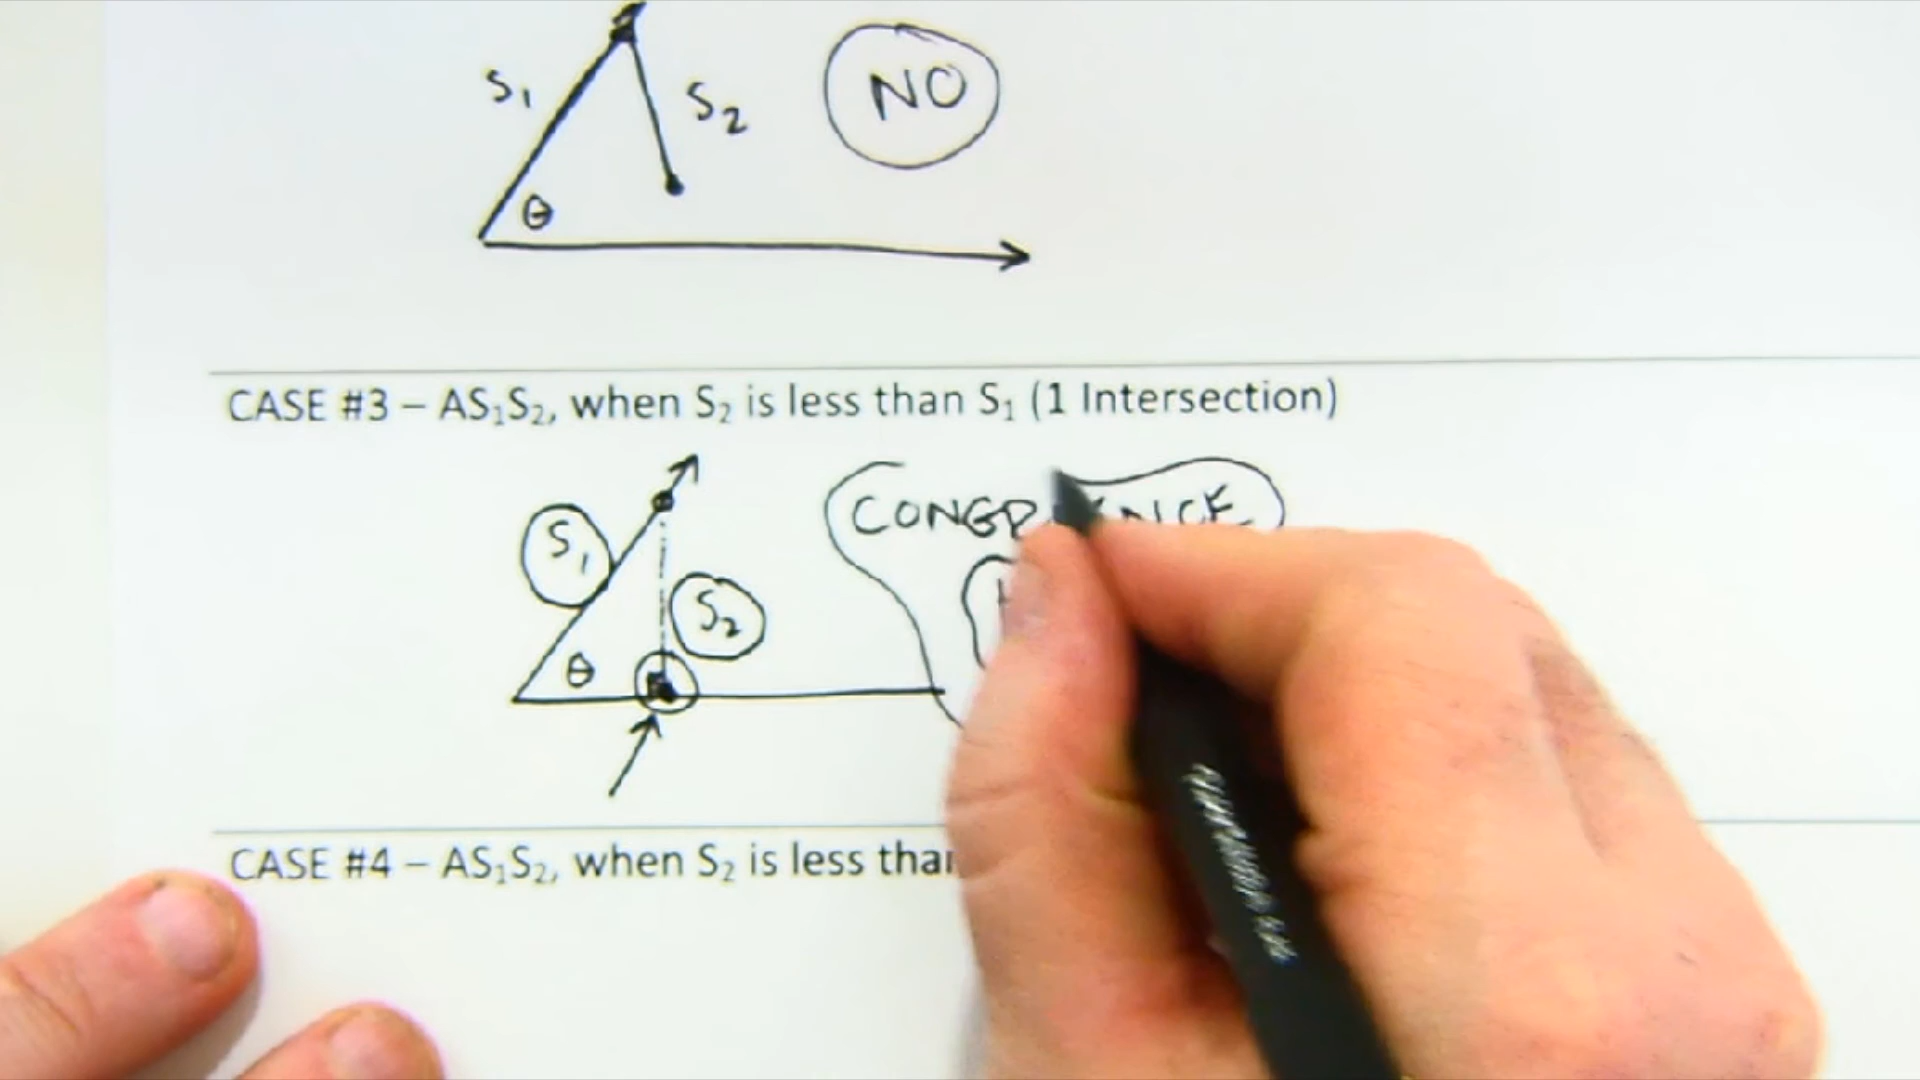 S₁ S₂ NO
θ
CASE #3 – AS₁S₂, when S₂ is less than S₁ (1 Intersection)
S₁
S₂
θ
CASE #4 – AS₁S₂, when S₂ is less